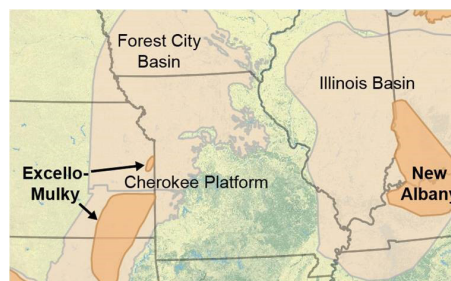 Forest City
Basin
Illinois Basin
Excello-
Mulky
Cherokee Platform
New
Albany